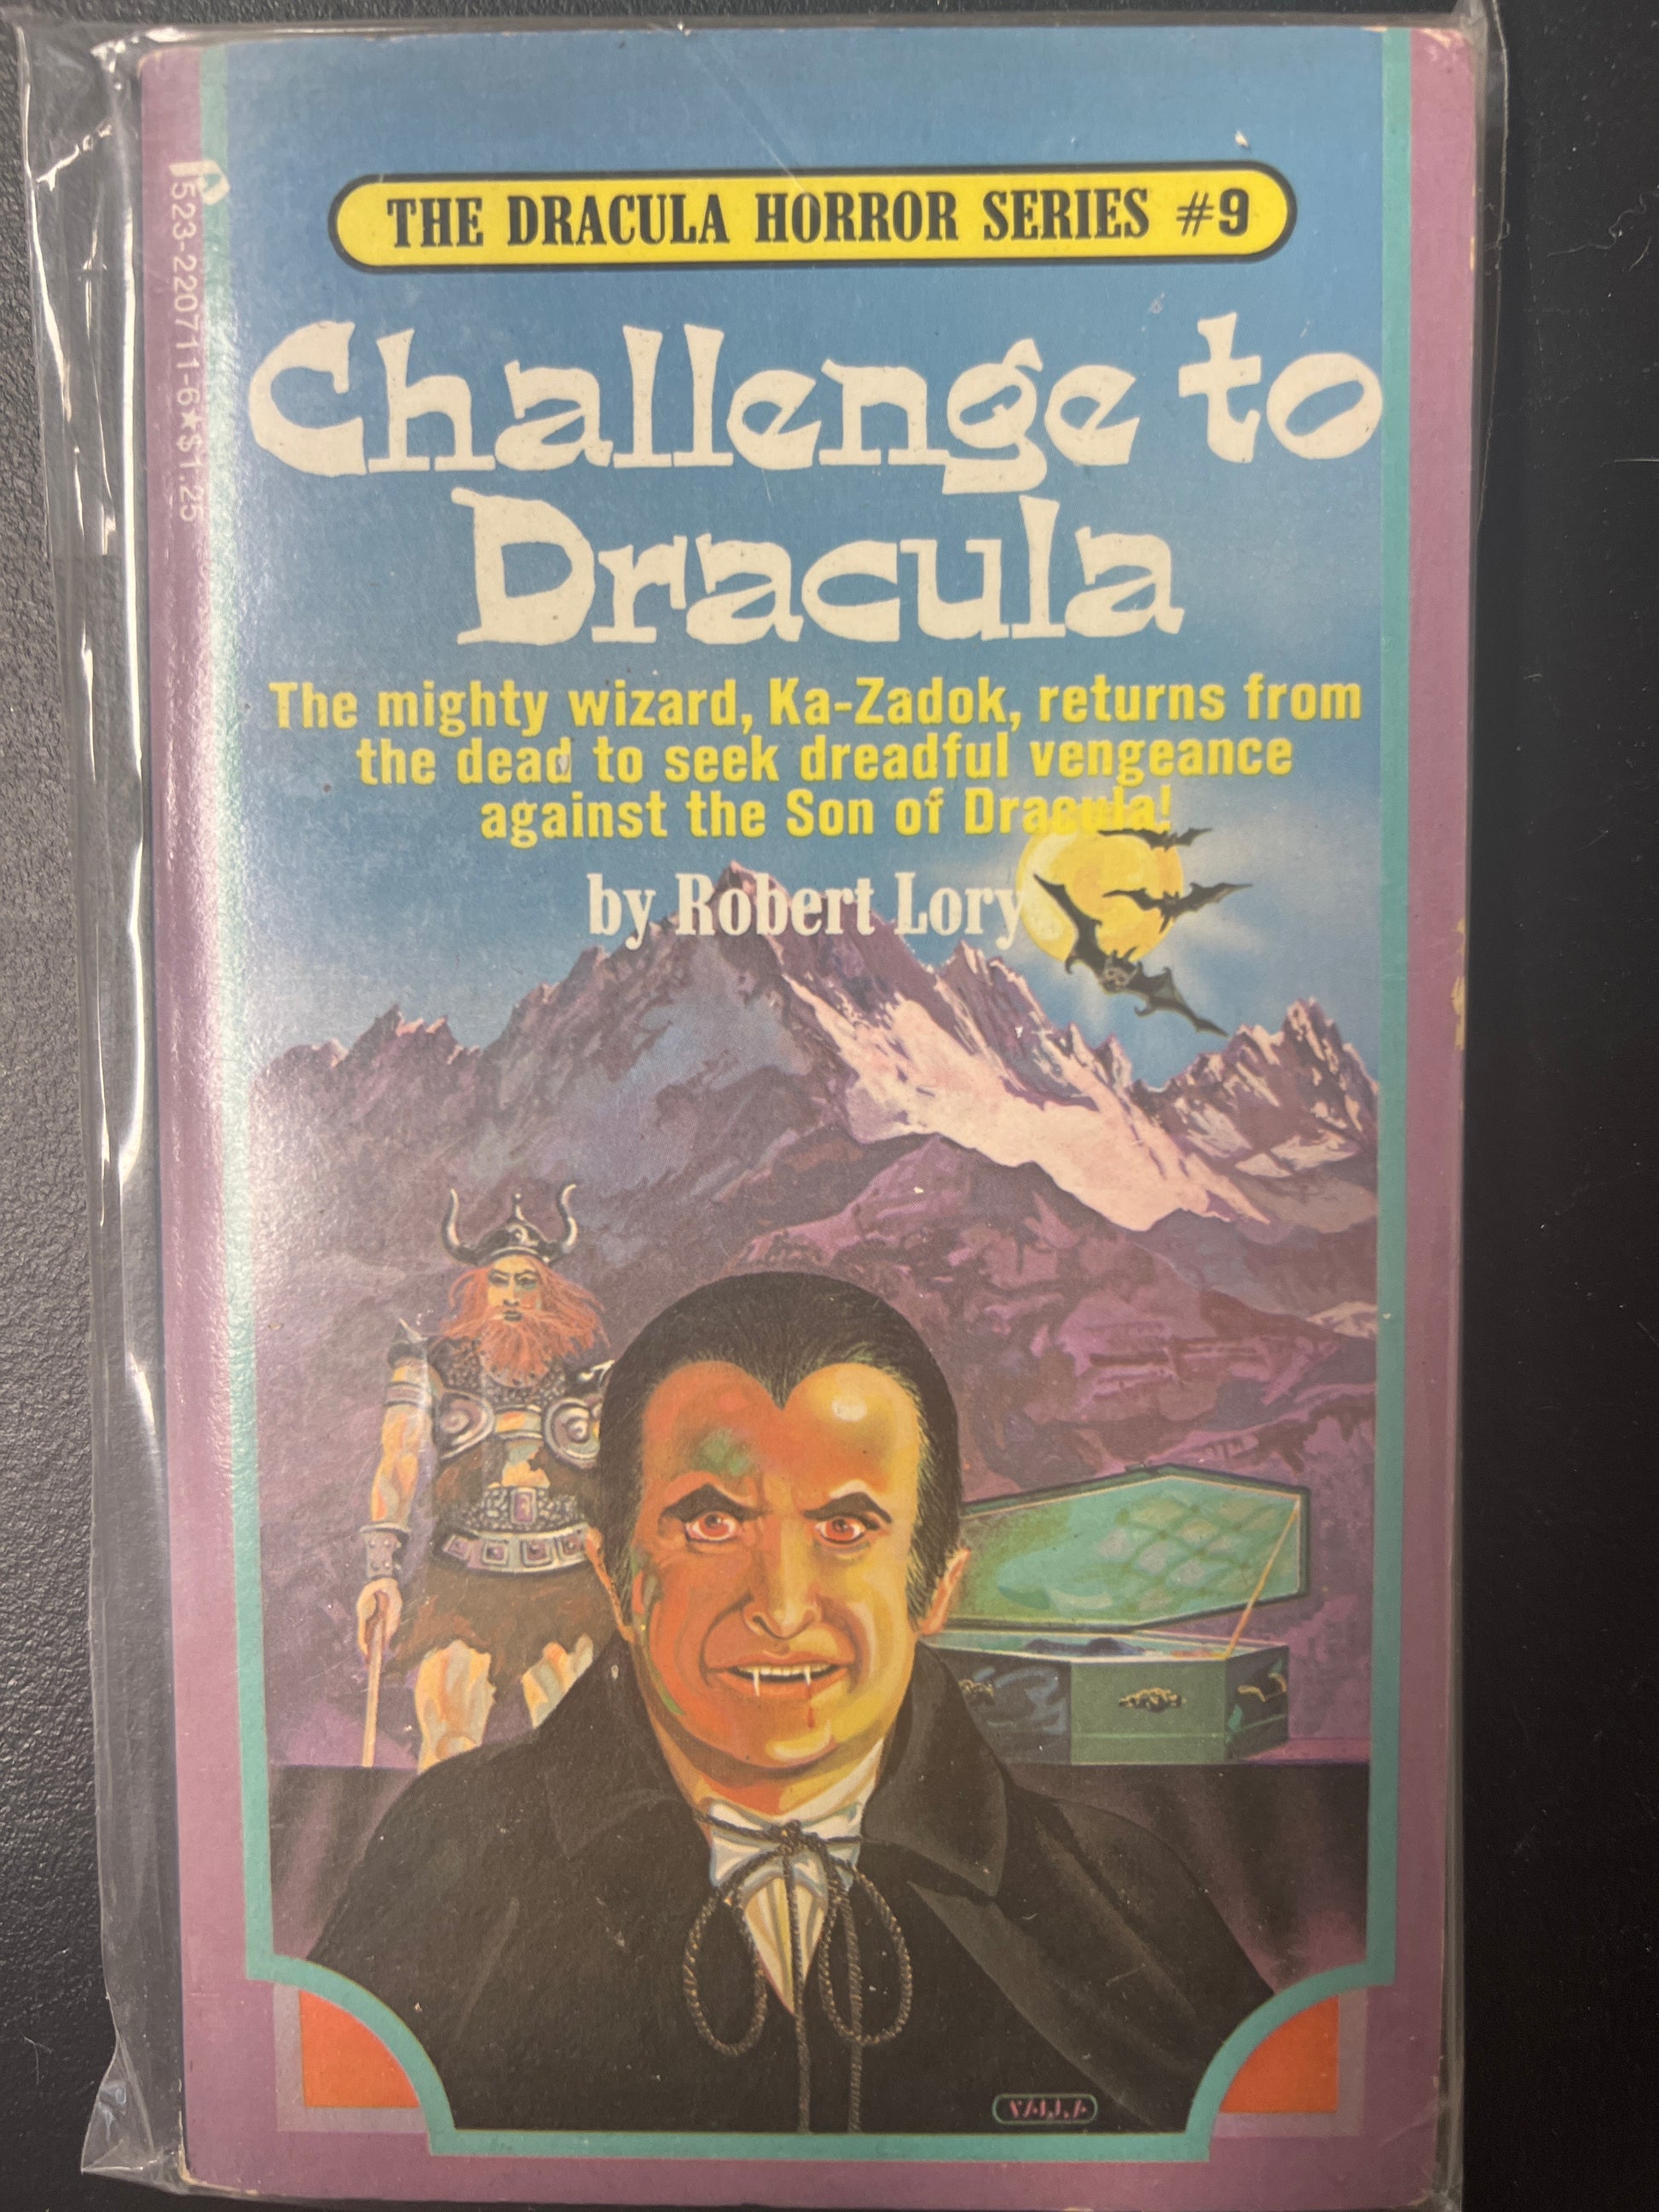 THE DRACULA HORROR SERIES #9
Challenge to
Dracula
The mighty wizard, Ka-Zadok, returns from
the dead to seek dreadful vengeance
against the Son of Dracula!
by Robert Lory
P
523-220711-6★$1.25
VALLA